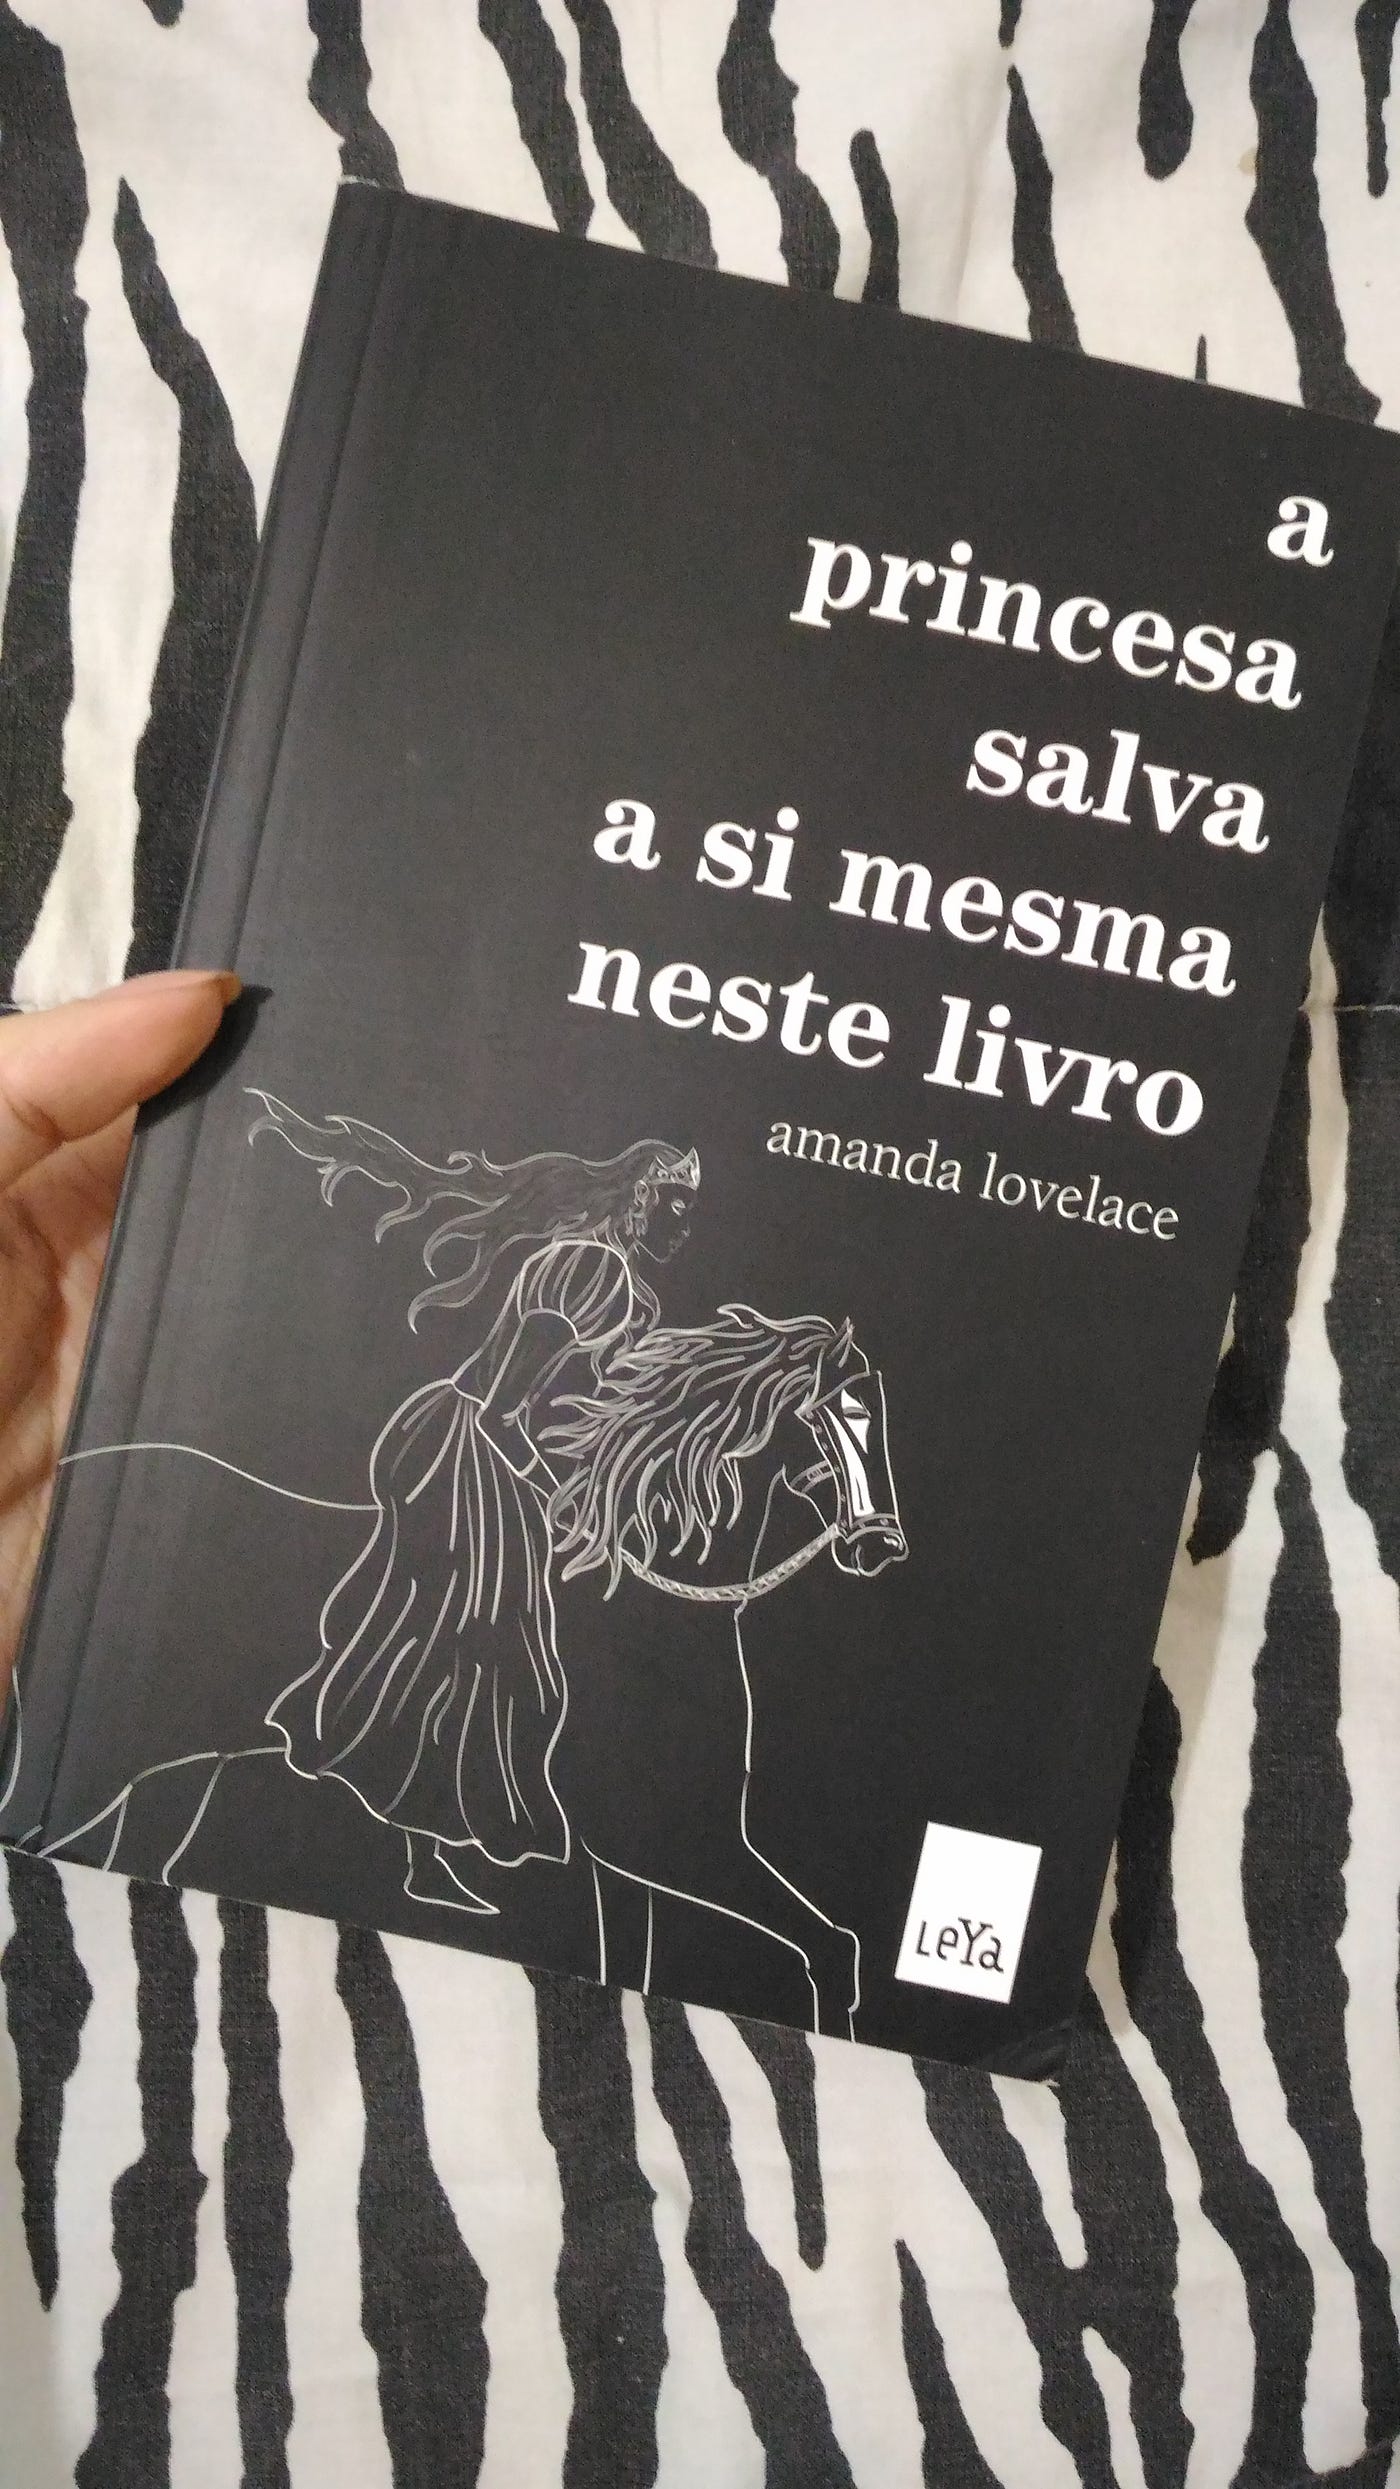 a
princesa
salva
a si mesma
neste livro
amanda lovelace
LeYa